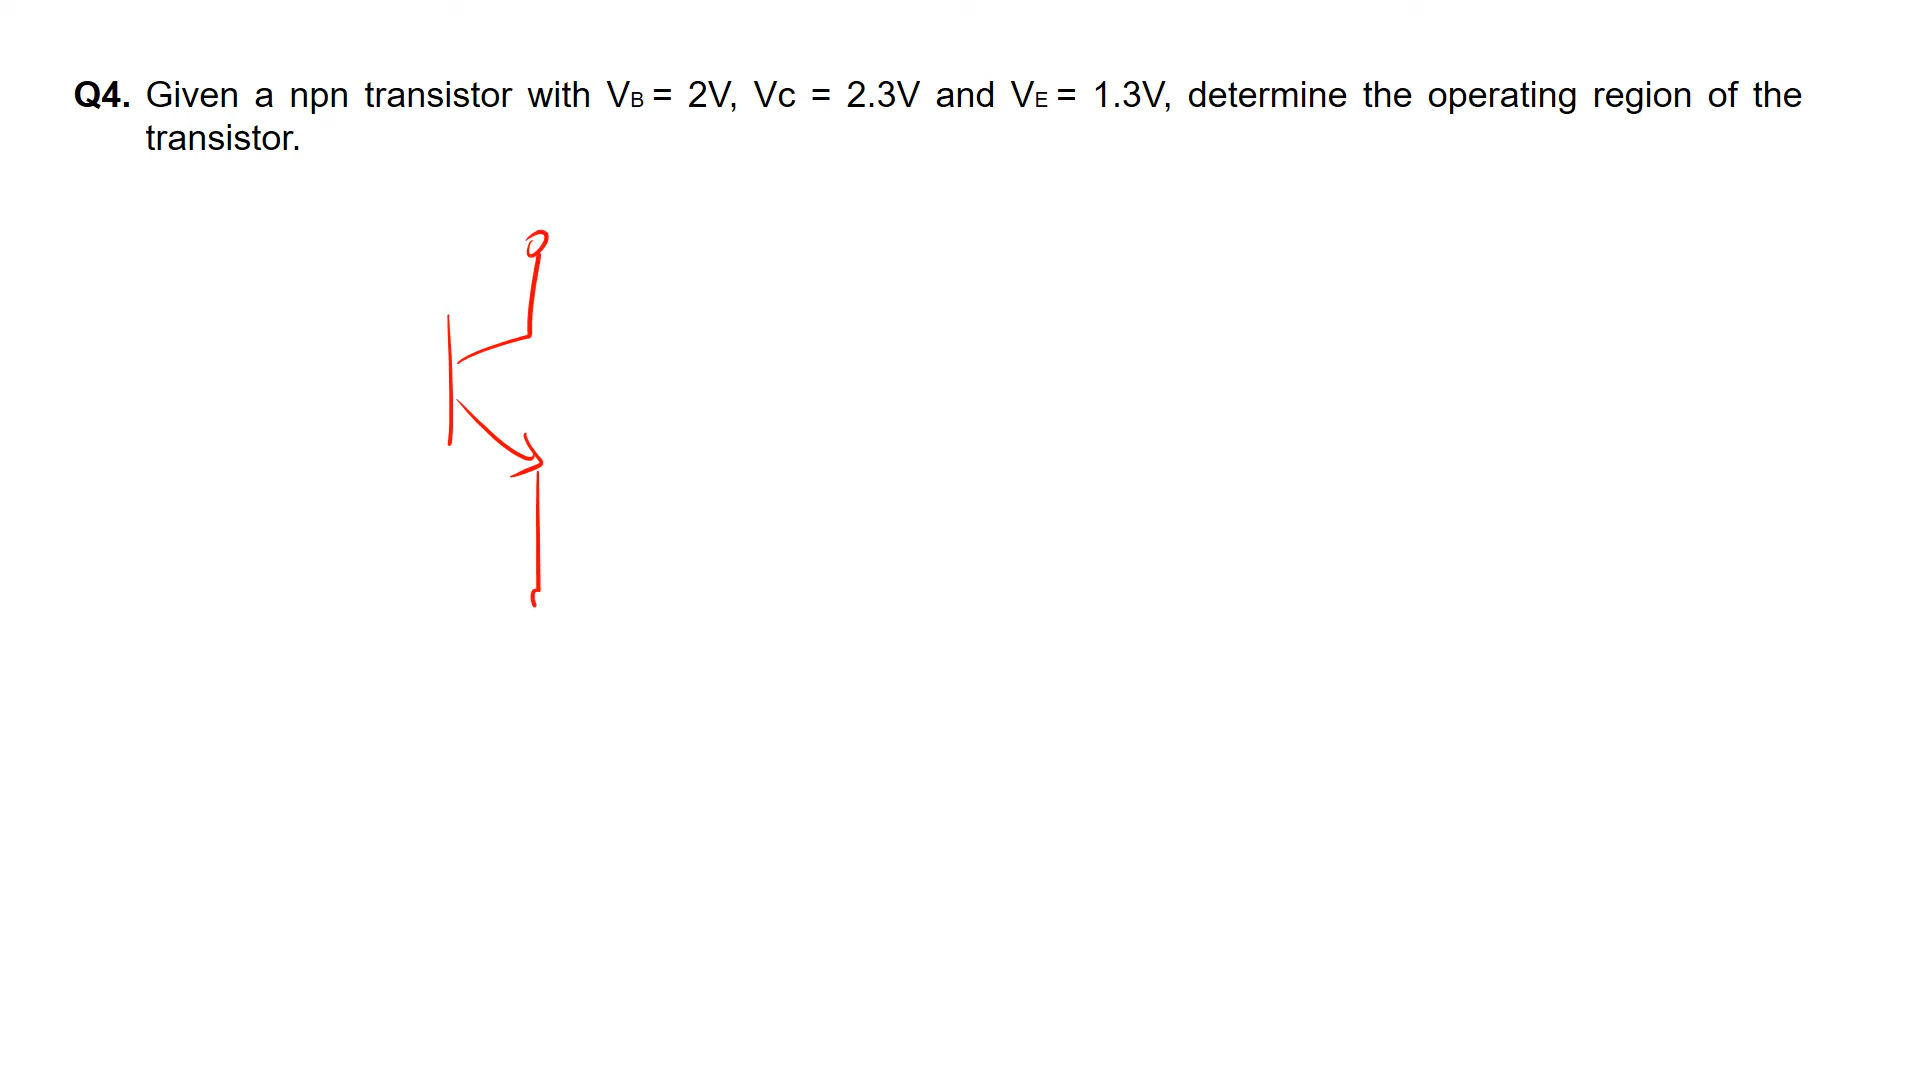 Q4. Given a npn transistor with VB = 2V, Vc = 2.3V and VE = 1.3V, determine the operating region of the
transistor.